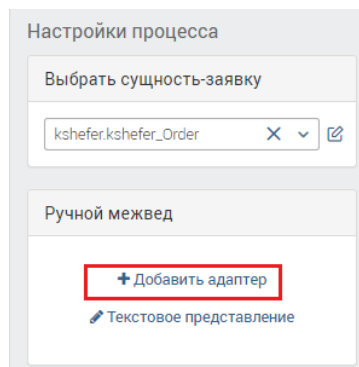 Настройки процесса
Выбрать сущность-заявку
kshefer.kshefer_Order
Ручной межвед
Добавить адаптер
Текстовое представление